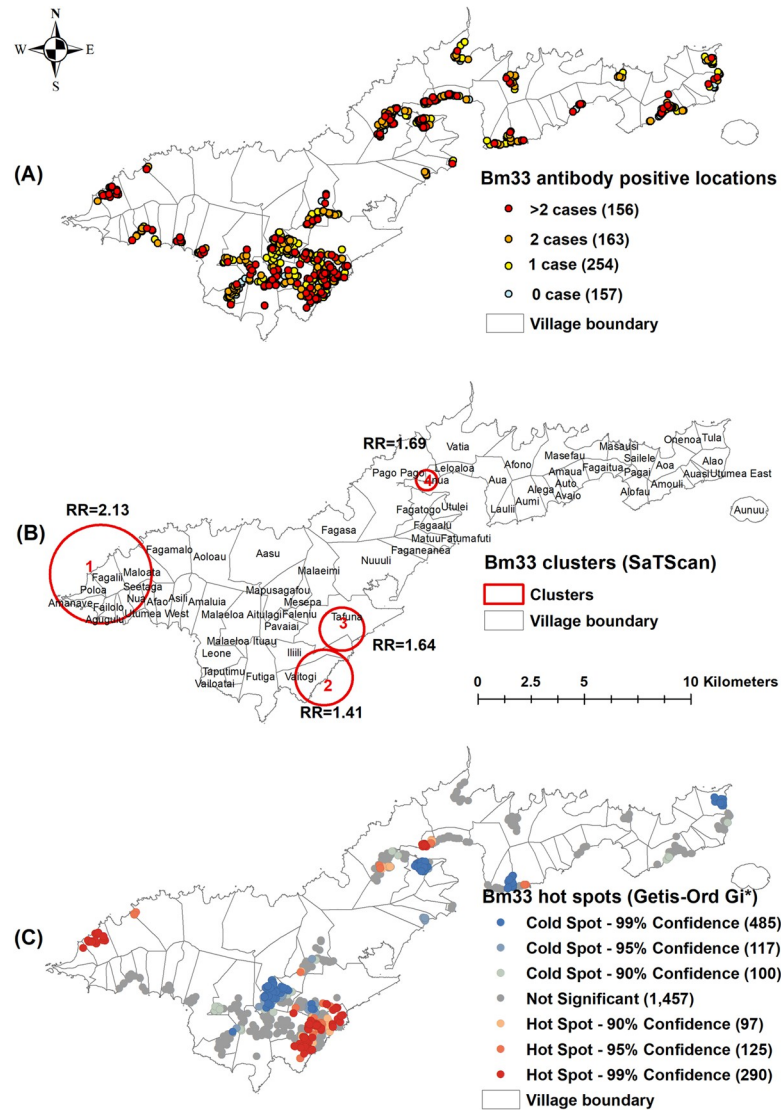 N
W E
S
(A)
Bm33 antibody positive locations
>2 cases (156)
2 cases (163)
1 case (254)
0 case (157)
Village boundary
(B)
RR=1.69
RR=2.13
RR=1.64
RR=1.41
1
2
3
4
Vatia
Onenoa
Tula
Masausi
Sailele
Masefau
Afono
Leloaloa
Pago Pago
Aua
Amaua
Fagaitua
Pagai
Aoa
Alao
Auasi
Utumea East
Auto
Alega
Avaio
Amouli
Alofau
Aumi
Laulii
Aunuu
Fagatogo
Utulei
Fagasa
Fagaalu
Matuu
Fatumafuti
Faganeanea
Nuuuli
Fagamalo
Aoloau
Aasu
Malaeimi
Maloata
Fagalii
Poloa
Seetaga
Mapusagafou
Amanave
Failolo
Nua
Afao
Asili
Amaluia
Mesepa
Agugulu
Utumea West
Malaeloa Aitulagi
Faleniu
Tafuna
Pavaiai
Malaeloa Ituau
Leone
Iliili
Taputimu
Vailoatai
Futiga
Vaitogi
Bm33 clusters (SaTScan)
Clusters
Village boundary
0 2.5 5 10 Kilometers
(C)
Bm33 hot spots (Getis-Ord Gi*)
Cold Spot - 99% Confidence (485)
Cold Spot - 95% Confidence (117)
Cold Spot - 90% Confidence (100)
Not Significant (1,457)
Hot Spot - 90% Confidence (97)
Hot Spot - 95% Confidence (125)
Hot Spot - 99% Confidence (290)
Village boundary